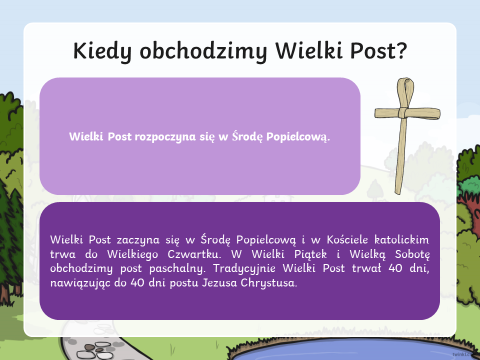 Kiedy obchodzimy Wielki Post?
Wielki Post rozpoczyna się w Środę Popielcową.
Wielki Post zaczyna się w Środę Popielcową i w Kościele katolickim
trwa do Wielkiego Czwartku. W Wielki Piątek i Wielką Sobotę
obchodzimy post paschalny. Tradycyjnie Wielki Post trwał 40 dni,
nawiązując do 40 dni postu Jezusa Chrystusa.